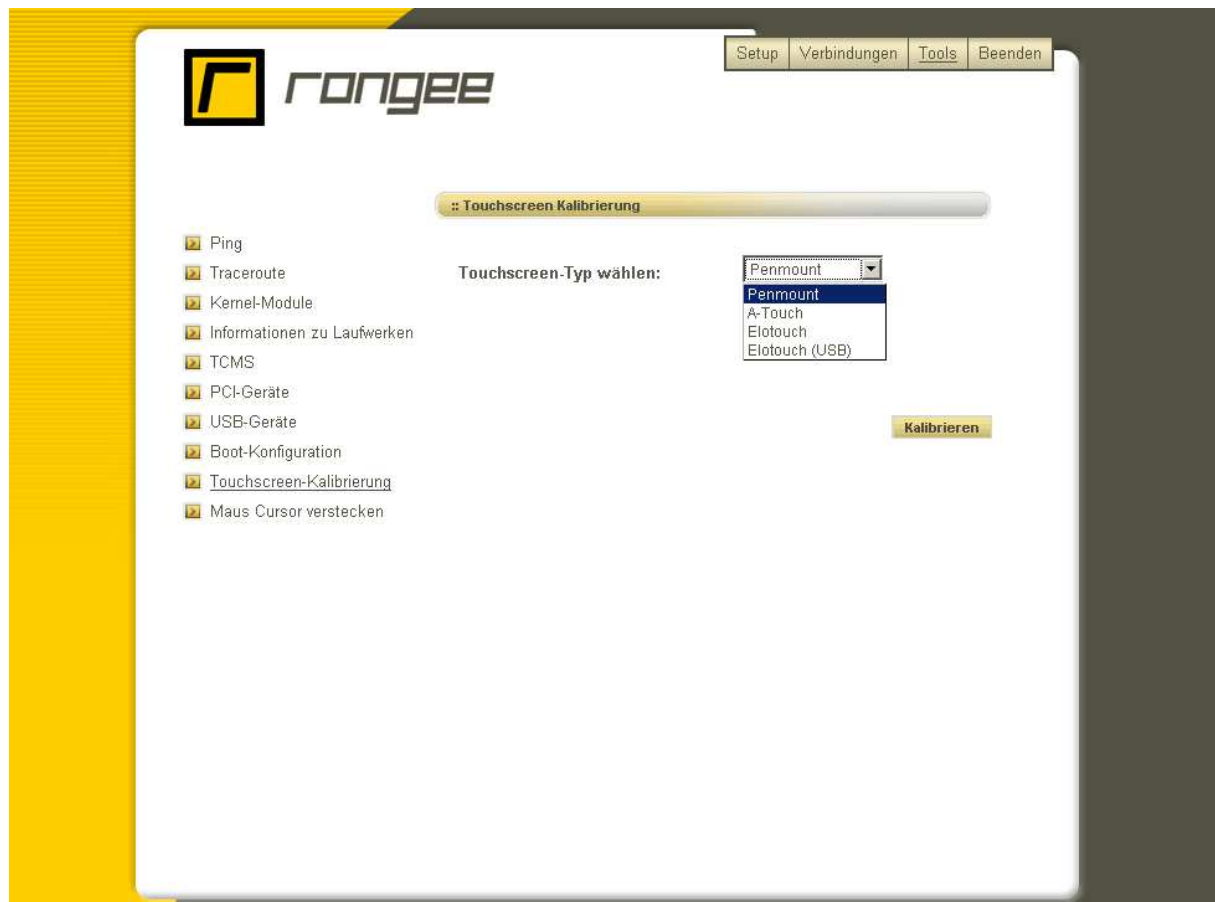 Setup Verbindungen Tools Beenden
rangee
:: Touchscreen Kalibrierung
Ping
Traceroute
Kernel-Module
Informationen zu Laufwerken
TCMS
PCI-Geräte
USB-Geräte
Boot-Konfiguration
Touchscreen-Kalibrierung
Maus Cursor verstecken
Touchscreen-Typ wählen:
Penmount
Penmount
A-Touch
Elotouch
Elotouch (USB)
Kalibrieren